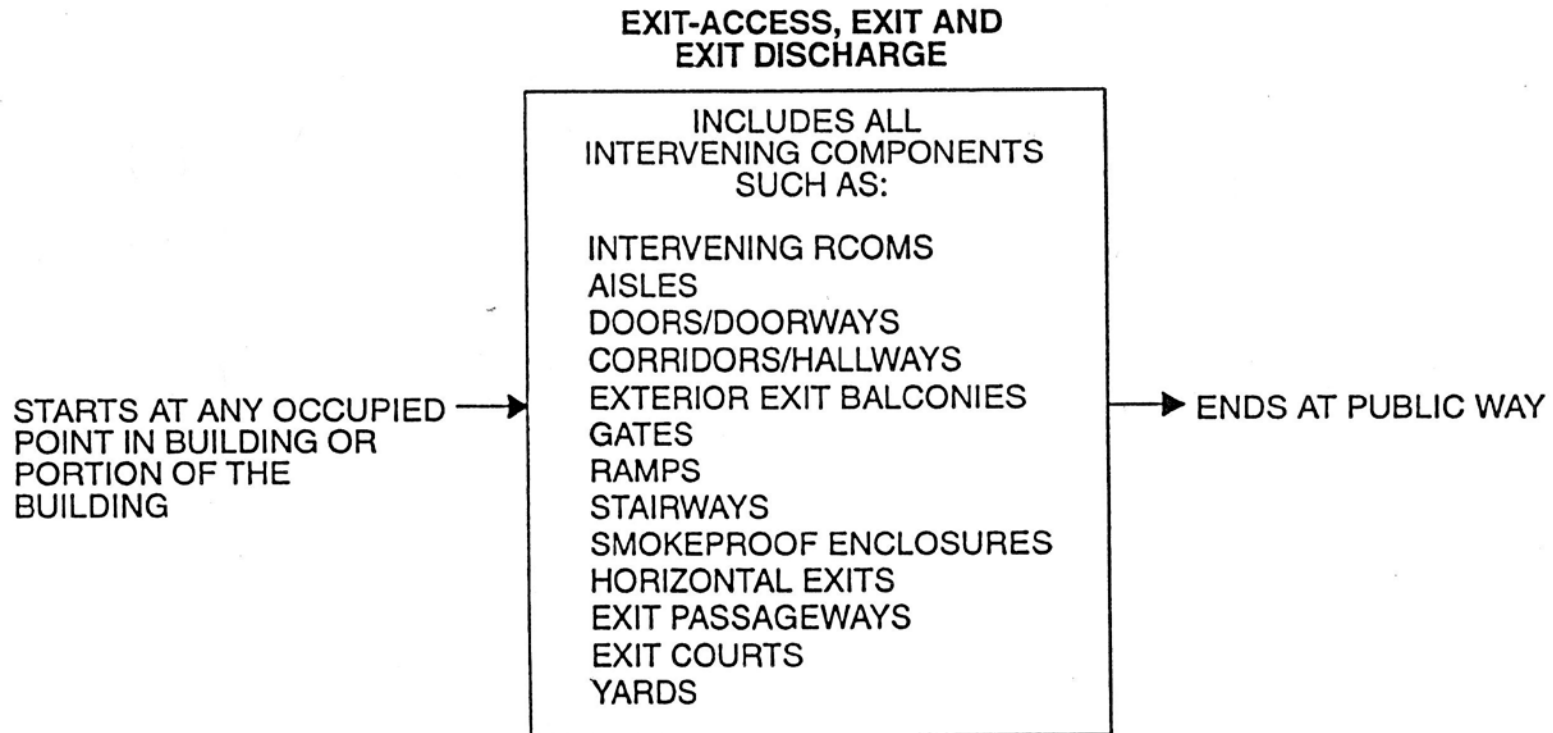 EXIT-ACCESS, EXIT AND
EXIT DISCHARGE
INCLUDES ALL
INTERVENING COMPONENTS
SUCH AS:
INTERVENING RCOMS
AISLES
DOORS/DOORWAYS
CORRIDORS/HALLWAYS
EXTERIOR EXIT BALCONIES
GATES
RAMPS
STAIRWAYS
SMOKEPROOF ENCLOSURES
HORIZONTAL EXITS
EXIT PASSAGEWAYS
EXIT COURTS
YARDS
STARTS AT ANY OCCUPIED
POINT IN BUILDING OR
PORTION OF THE
BUILDING
ENDS AT PUBLIC WAY